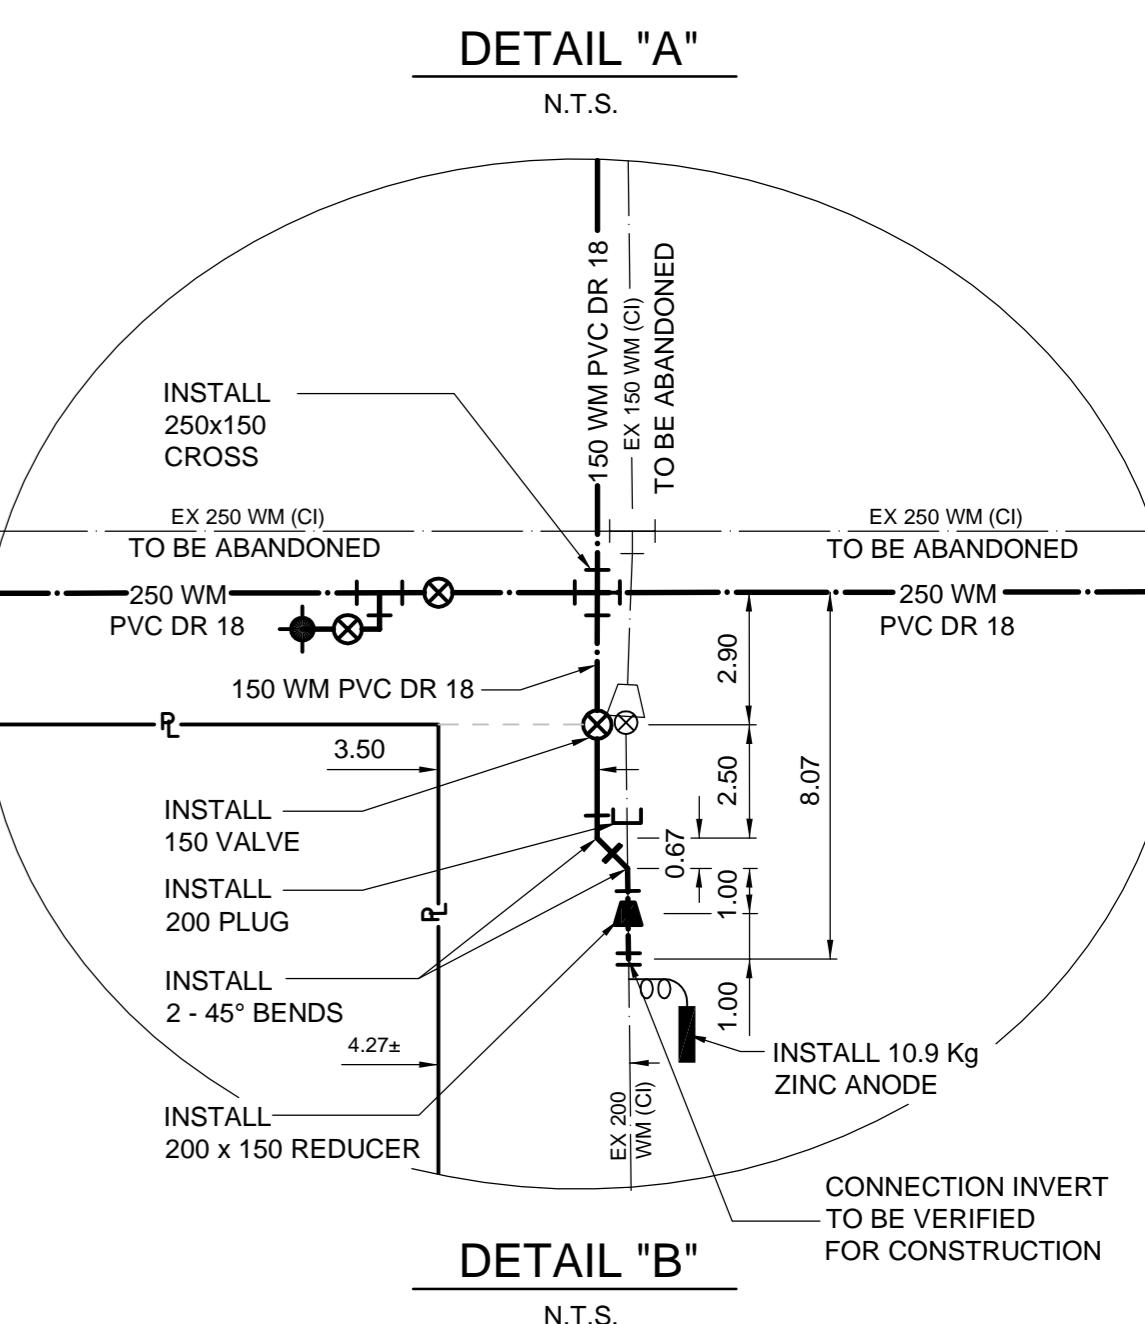 DETAIL "A"
N.T.S.
150 WM PVC DR 18
EX 150 WM (CI)
TO BE ABANDONED
INSTALL
250x150
CROSS
EX 250 WM (CI)
TO BE ABANDONED
EX 250 WM (CI)
TO BE ABANDONED
250 WM
PVC DR 18
250 WM
PVC DR 18
2.90
150 WM PVC DR 18
PL
3.50
2.50
8.07
INSTALL
150 VALVE
0.67
INSTALL
200 PLUG
1.00
PL
INSTALL
2 - 45° BENDS
1.00
4.27±
INSTALL 10.9 Kg
ZINC ANODE
INSTALL
200 x 150 REDUCER
EX 200
WM (CI)
CONNECTION INVERT
TO BE VERIFIED
FOR CONSTRUCTION
DETAIL "B"
N.T.S.